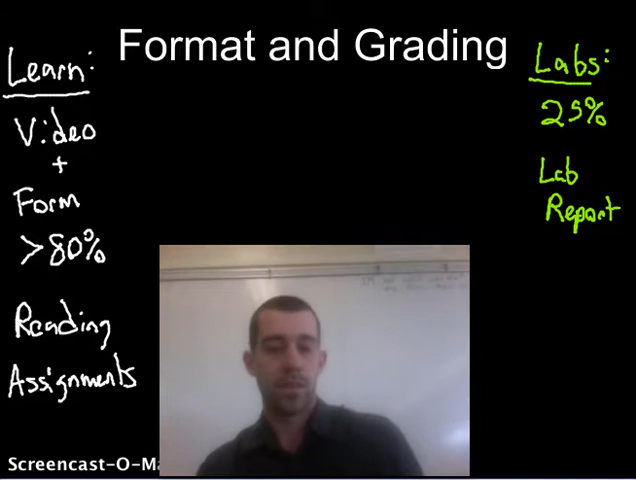 Format and Grading
Learn:
Video
+
Form
>80%
Reading
Assignments
Labs:
25%
Lab
Report
Screencast-O-Ma